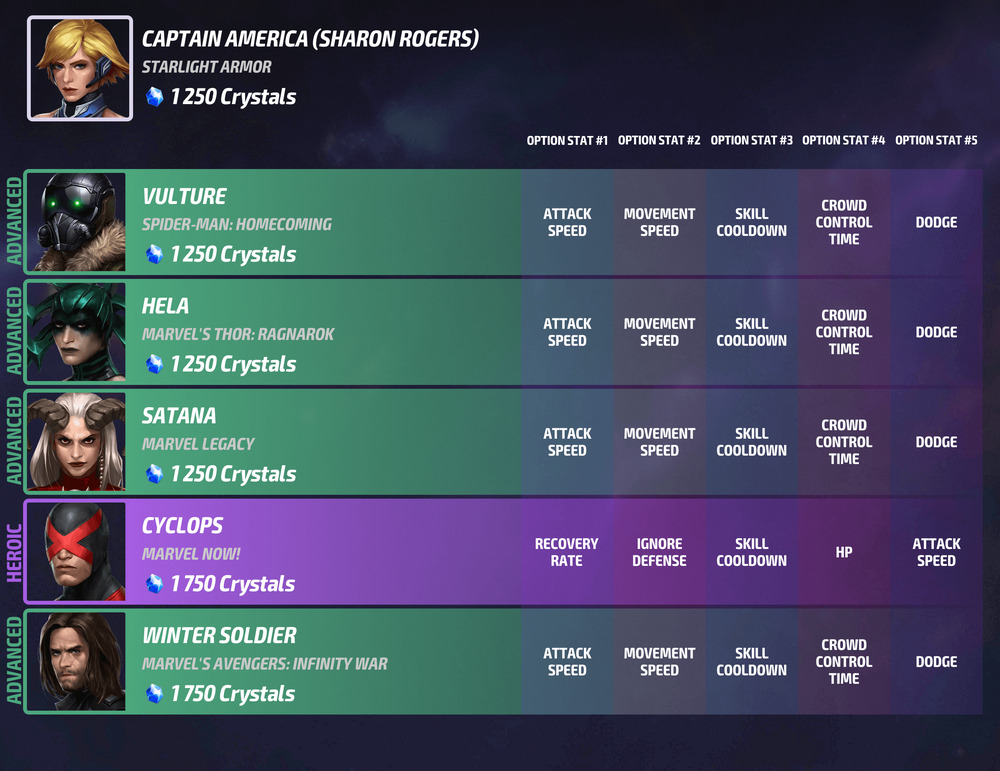 CAPTAIN AMERICA (SHARON ROGERS)
STARLIGHT ARMOR
1 250 Crystals
OPTION STAT #1 OPTION STAT #2 OPTION STAT #3 OPTION STAT #4 OPTION STAT #5
ADVANCED
VULTURE
SPIDER-MAN: HOMECOMING
1 250 Crystals
ATTACK
SPEED
MOVEMENT
SPEED
SKILL
COOLDOWN
CROWD
CONTROL
TIME
DODGE
ADVANCED
HELA
MARVEL'S THOR: RAGNAROK
1 250 Crystals
ATTACK
SPEED
MOVEMENT
SPEED
SKILL
COOLDOWN
CROWD
CONTROL
TIME
DODGE
ADVANCED
SATANA
MARVEL LEGACY
1 250 Crystals
ATTACK
SPEED
MOVEMENT
SPEED
SKILL
COOLDOWN
CROWD
CONTROL
TIME
DODGE
HEROIC
CYCLOPS
MARVEL NOW!
1 750 Crystals
RECOVERY
RATE
IGNORE
DEFENSE
SKILL
COOLDOWN
HP
ATTACK
SPEED
ADVANCED
WINTER SOLDIER
MARVEL'S AVENGERS: INFINITY WAR
1 750 Crystals
ATTACK
SPEED
MOVEMENT
SPEED
SKILL
COOLDOWN
CROWD
CONTROL
TIME
DODGE